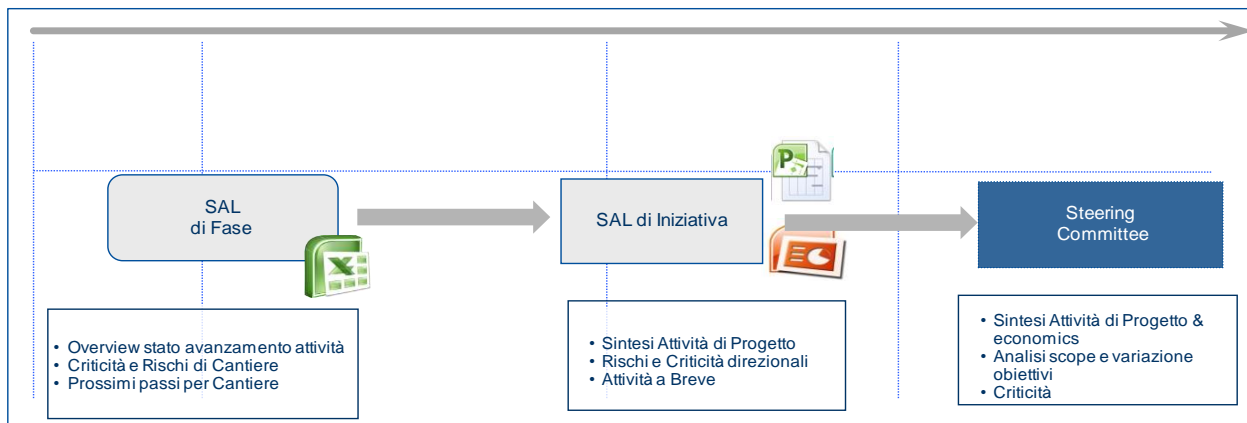 SAL
di Fase
SAL di Iniziativa
Steering
Committee
P
X
• Overview stato avanzamento attività
• Criticità e Rischi di Cantiere
• Prossimi passi per Cantiere
• Sintesi Attività di Progetto
• Rischi e Criticità direzionali
• Attività a Breve
• Sintesi Attività di Progetto &
economics
• Analisi scope e variazione
obiettivi
• Criticità